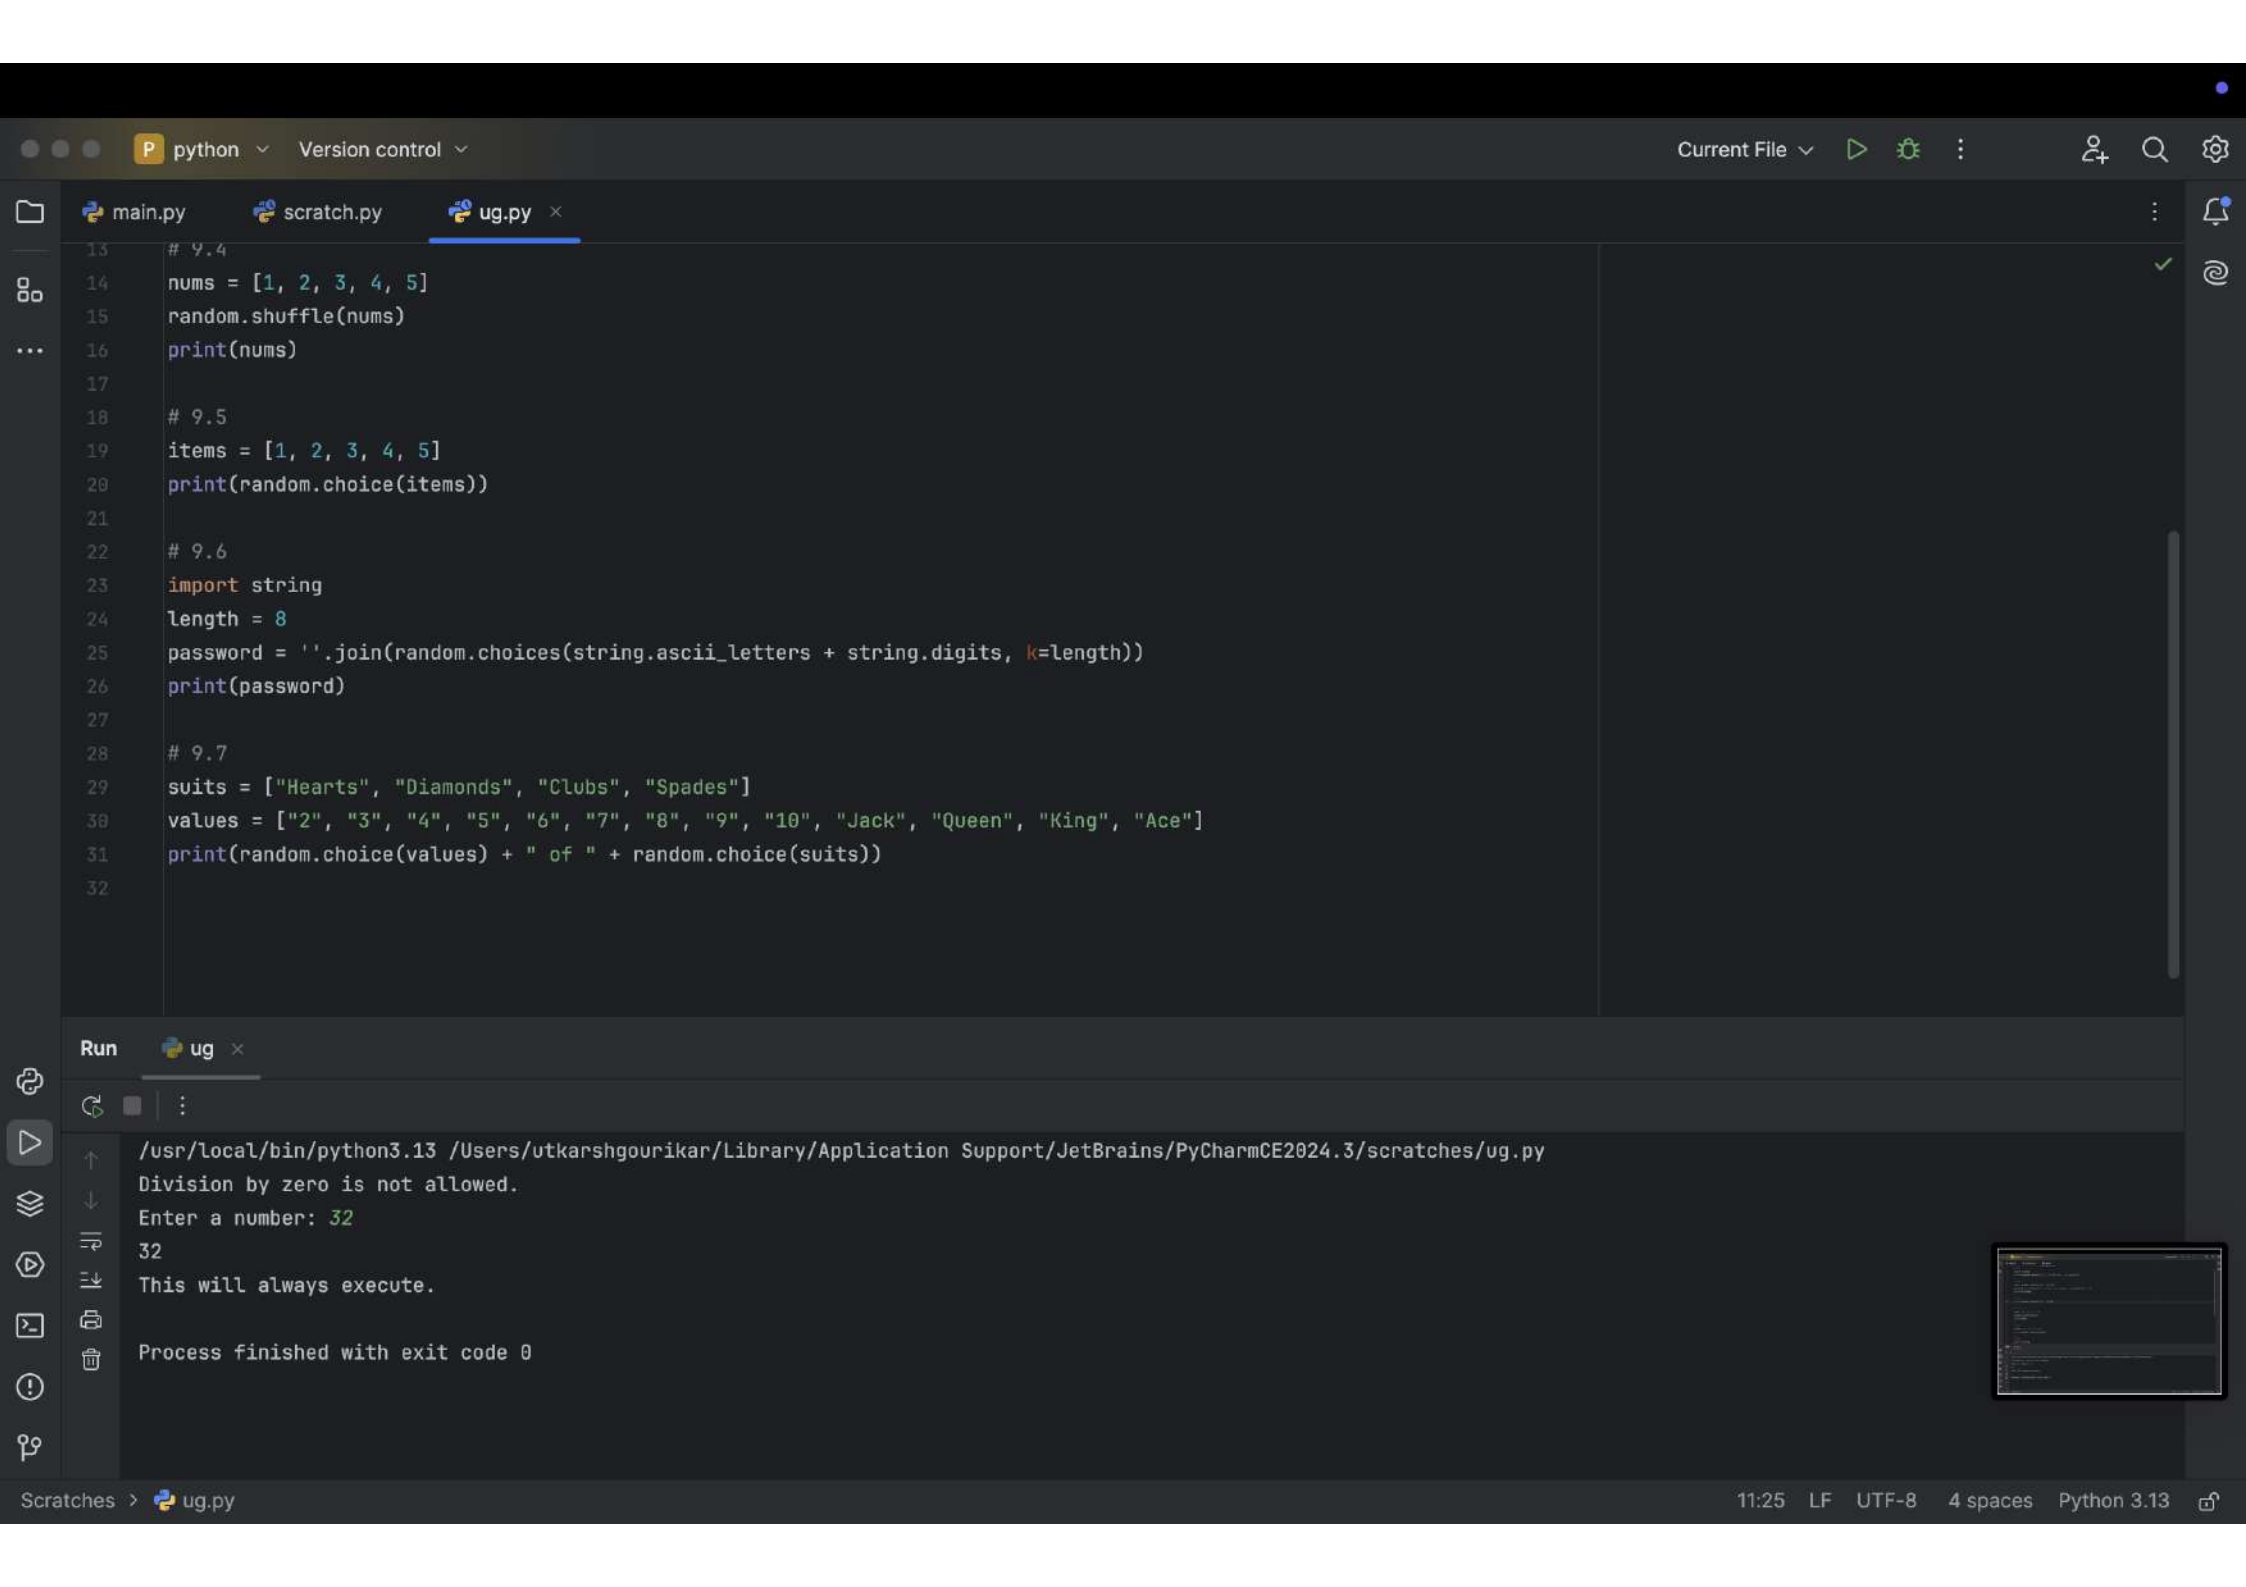 P python Version control Current File
main.py scratch.py ug.py
13 # 9.4
14 nums = [1, 2, 3, 4, 5]
15 random.shuffle(nums)
16 print(nums)
17
18 # 9.5
19 items = [1, 2, 3, 4, 5]
20 print(random.choice(items))
21
22 # 9.6
23 import string
24 length = 8
25 password = ''.join(random.choices(string.ascii_letters + string.digits, k=length))
26 print(password)
27
28 # 9.7
29 suits = ["Hearts", "Diamonds", "Clubs", "Spades"]
30 values = ["2", "3", "4", "5", "6", "7", "8", "9", "10", "Jack", "Queen", "King", "Ace"]
31 print(random.choice(values) + " of " + random.choice(suits))
32
Run ug
/usr/local/bin/python3.13 /Users/utkarshgourikar/Library/Application Support/JetBrains/PyCharmCE2024.3/scratches/ug.py
Division by zero is not allowed.
Enter a number: 32
32
This will always execute.
Process finished with exit code 0
Scratches > ug.py 11:25 LF UTF-8 4 spaces Python 3.13